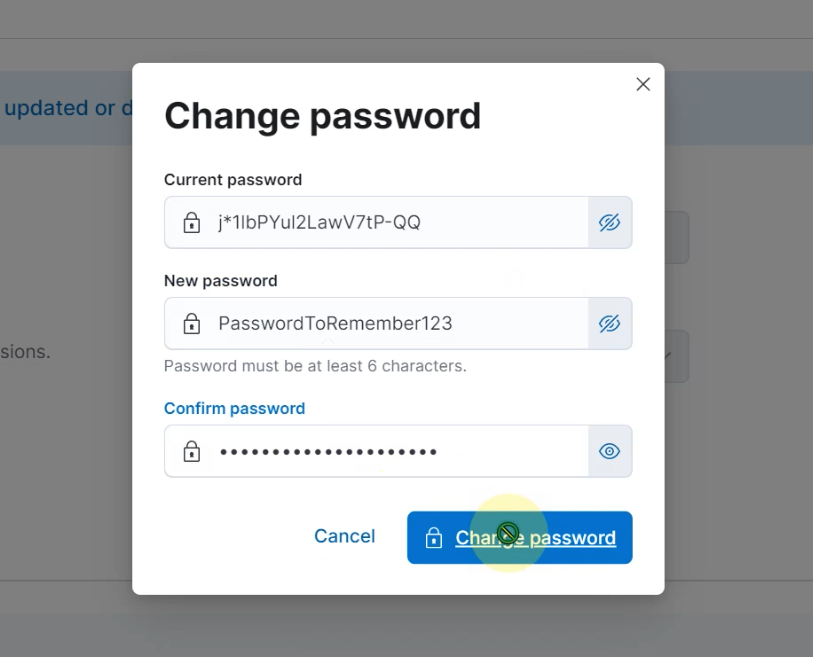 updated or d
Change password
Current password
j*1lbPYul2LawV7tP-QQ
New password
PasswordToRemember123
Password must be at least 6 characters.
sions.
Confirm password
•••••••••••••••••••••
Cancel
Change password